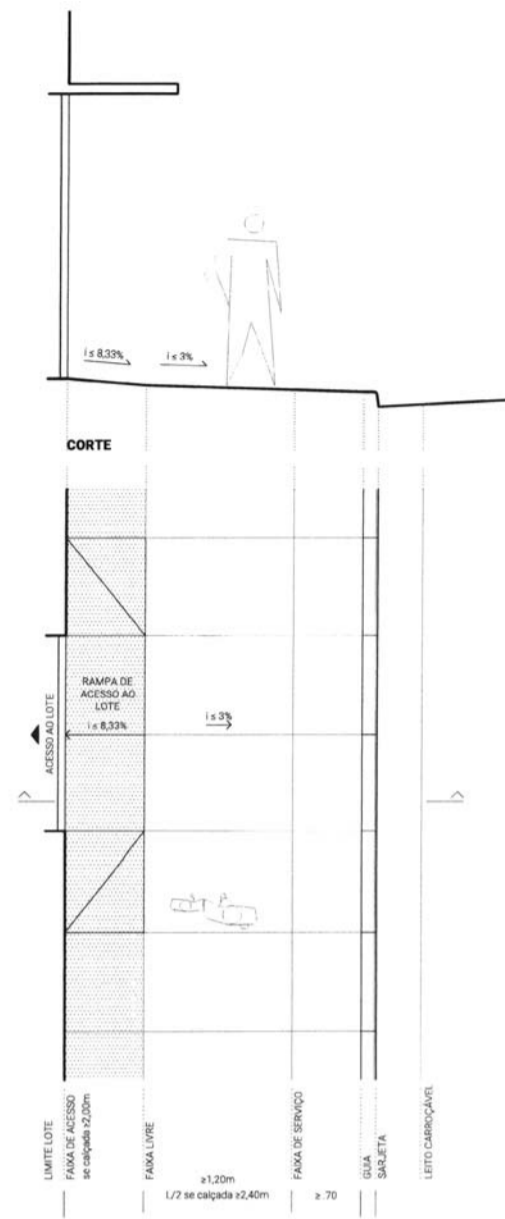 i ≤ 8,33%
i ≤ 3%
CORTE
RAMPA DE
ACESSO AO
LOTE
i ≤ 8,33%
i ≤ 3%
ACESSO AO LOTE
LIMITE LOTE
FAIXA DE ACESSO
se calçada ≥2,00m
FAIXA LIVRE
≥1,20m
L/2 se calçada ≥2,40m
FAIXA DE SERVIÇO
≥ .70
GUIA
SARJETA
LEITO CARROÇÁVEL